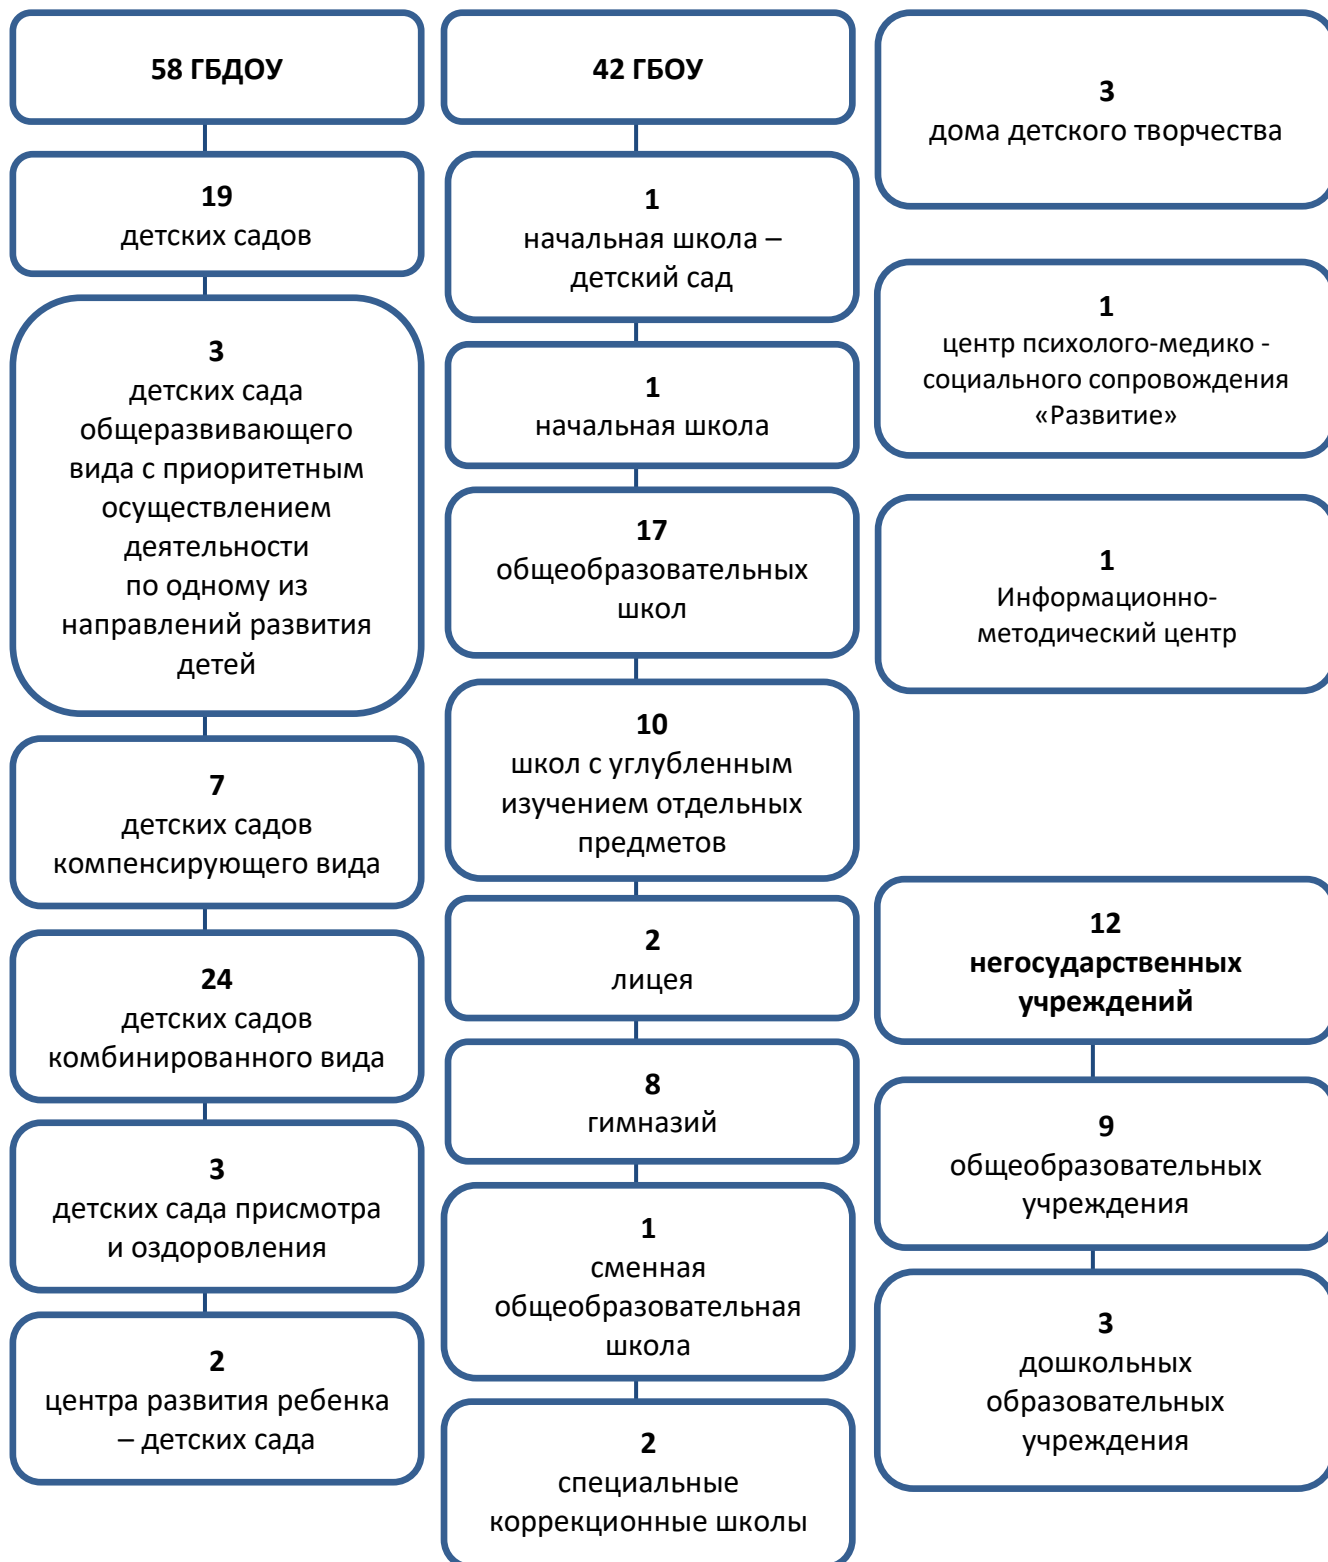 58 ГБДОУ
19
детских садов
3
детских сада
общеразвивающего
вида с приоритетным
осуществлением
деятельности
по одному из
направлений развития
детей
7
детских садов
компенсирующего вида
24
детских садов
комбинированного вида
3
детских сада присмотра
и оздоровления
2
центра развития ребенка
– детских сада
42 ГБОУ
1
начальная школа –
детский сад
1
начальная школа
17
общеобразовательных
школ
10
школ с углубленным
изучением отдельных
предметов
2
лицея
8
гимназий
1
сменная
общеобразовательная
школа
2
специальные
коррекционные школы
3
дома детского творчества
1
центр психолого-медико -
социального сопровождения
«Развитие»
1
Информационно-
методический центр
12
негосударственных
учреждений
9
общеобразовательных
учреждения
3
дошкольных
образовательных
учреждения